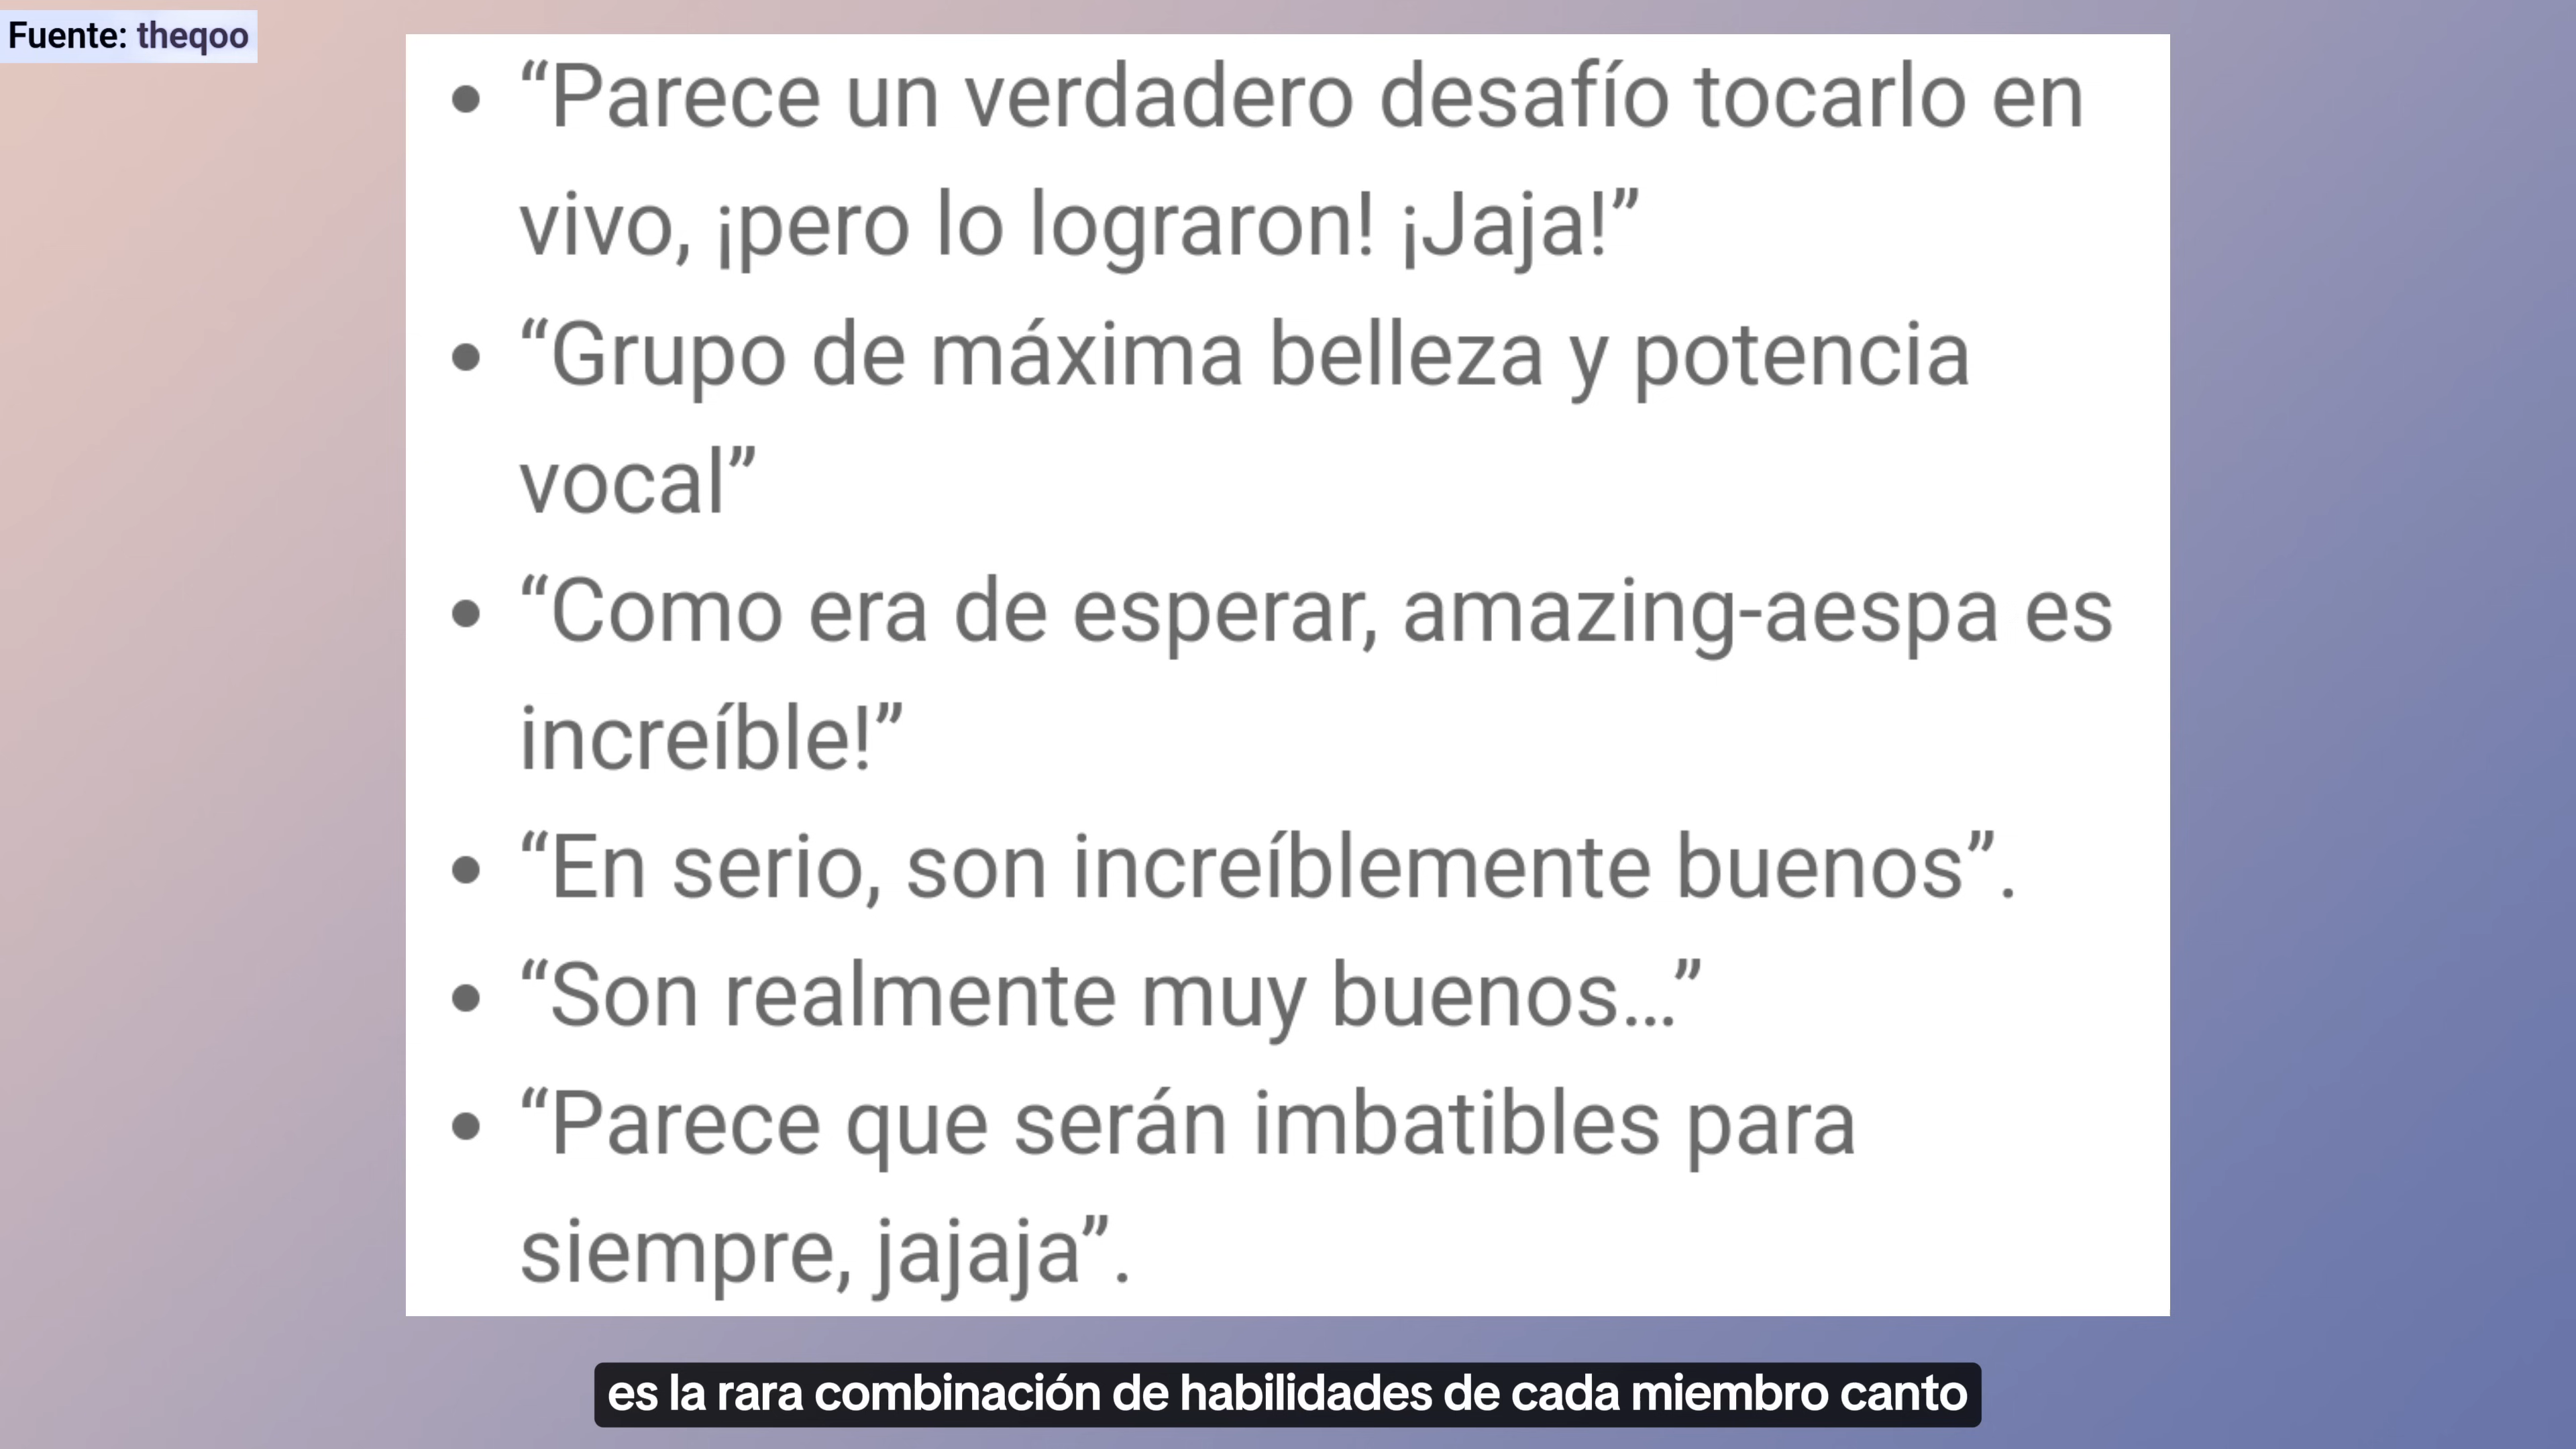 Fuente: theqoo
• “Parece un verdadero desafío tocarlo en
vivo, ¡pero lo lograron! ¡Jaja!”
• “Grupo de máxima belleza y potencia
vocal”
• “Como era de esperar, amazing-aespa es
increíble!”
• “En serio, son increíblemente buenos”.
• “Son realmente muy buenos…”
• “Parece que serán imbatibles para
siempre, jajaja”.
es la rara combinación de habilidades de cada miembro canto